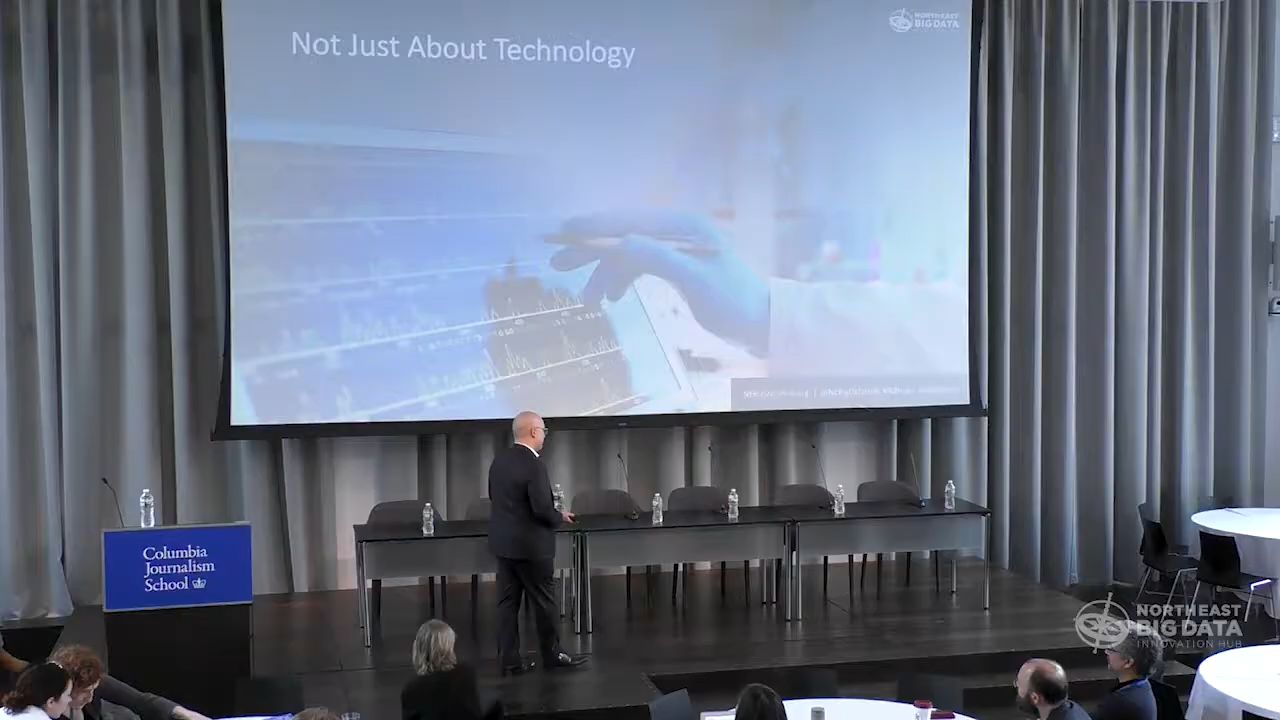 Not Just About Technology
NORTHEAST
BIG DATA
Columbia
Journalism
School
NORTHEAST
BIG DATA
INNOVATION HUB